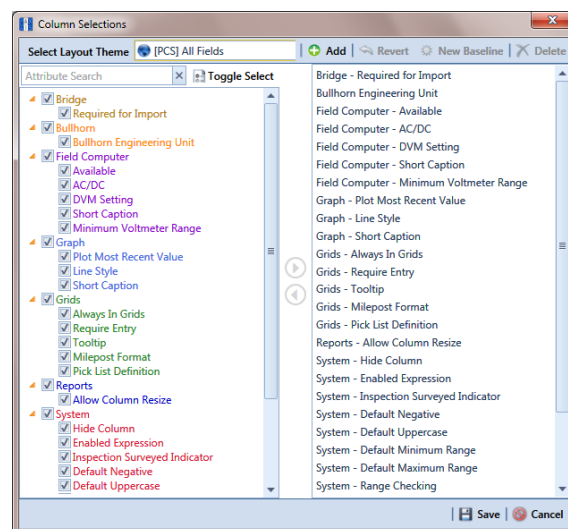 Column Selections
Select Layout Theme [PCS] All Fields Add Revert New Baseline Delete
Attribute Search Toggle Select
Bridge
Required for Import
Bullhorn
Bullhorn Engineering Unit
Field Computer
Available
AC/DC
DVM Setting
Short Caption
Minimum Voltmeter Range
Graph
Plot Most Recent Value
Line Style
Short Caption
Grids
Always In Grids
Require Entry
Tooltip
Milepost Format
Pick List Definition
Reports
Allow Column Resize
System
Hide Column
Enabled Expression
Inspection Surveyed Indicator
Default Negative
Default Uppercase
Bridge - Required for Import
Bullhorn Engineering Unit
Field Computer - Available
Field Computer - AC/DC
Field Computer - DVM Setting
Field Computer - Short Caption
Field Computer - Minimum Voltmeter Range
Graph - Plot Most Recent Value
Graph - Line Style
Graph - Short Caption
Grids - Always In Grids
Grids - Require Entry
Grids - Tooltip
Grids - Milepost Format
Grids - Pick List Definition
Reports - Allow Column Resize
System - Hide Column
System - Enabled Expression
System - Inspection Surveyed Indicator
System - Default Negative
System - Default Uppercase
System - Default Minimum Range
System - Default Maximum Range
System - Range Checking
Save Cancel